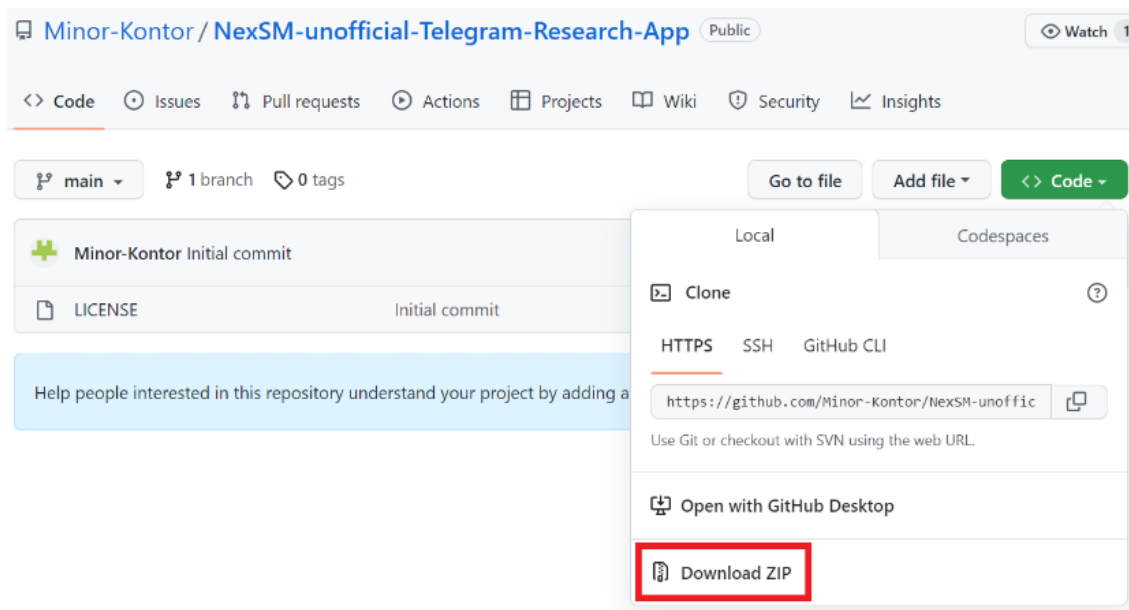 Minor-Kontor / NexSM-unofficial-Telegram-Research-App Public Watch 1
<> Code Issues Pull requests Actions Projects Wiki Security Insights
main 1 branch 0 tags Go to file Add file <> Code
Local Codespaces
Minor-Kontor Initial commit
Clone
LICENSE Initial commit
HTTPS SSH GitHub CLI
Help people interested in this repository understand your project by adding a
https://github.com/Minor-Kontor/NexSM-unoffic
Use Git or checkout with SVN using the web URL.
Open with GitHub Desktop
Download ZIP